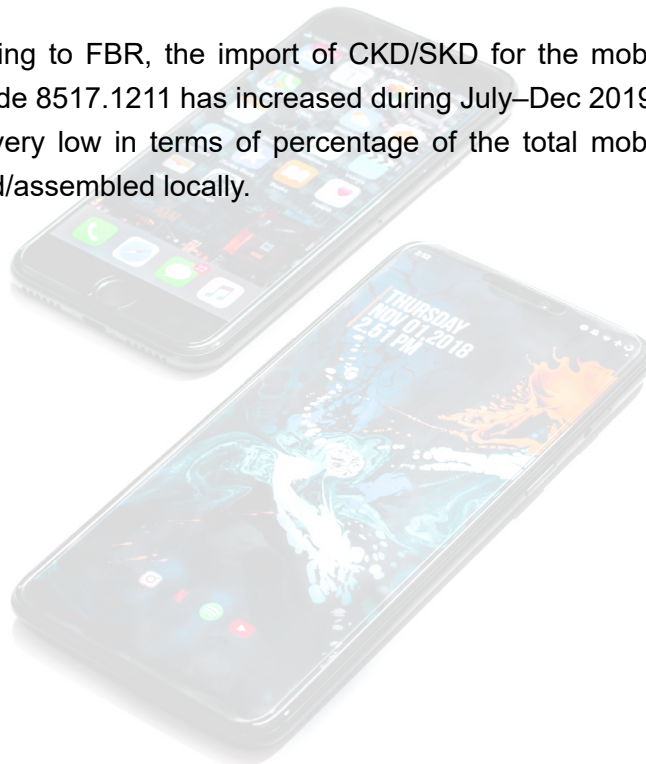 ing to FBR, the import of CKD/SKD for the mob
de 8517.1211 has increased during July–Dec 2019
very low in terms of percentage of the total mob
d/assembled locally.
THURSDAY
NOV 01 2018
2:51 PM